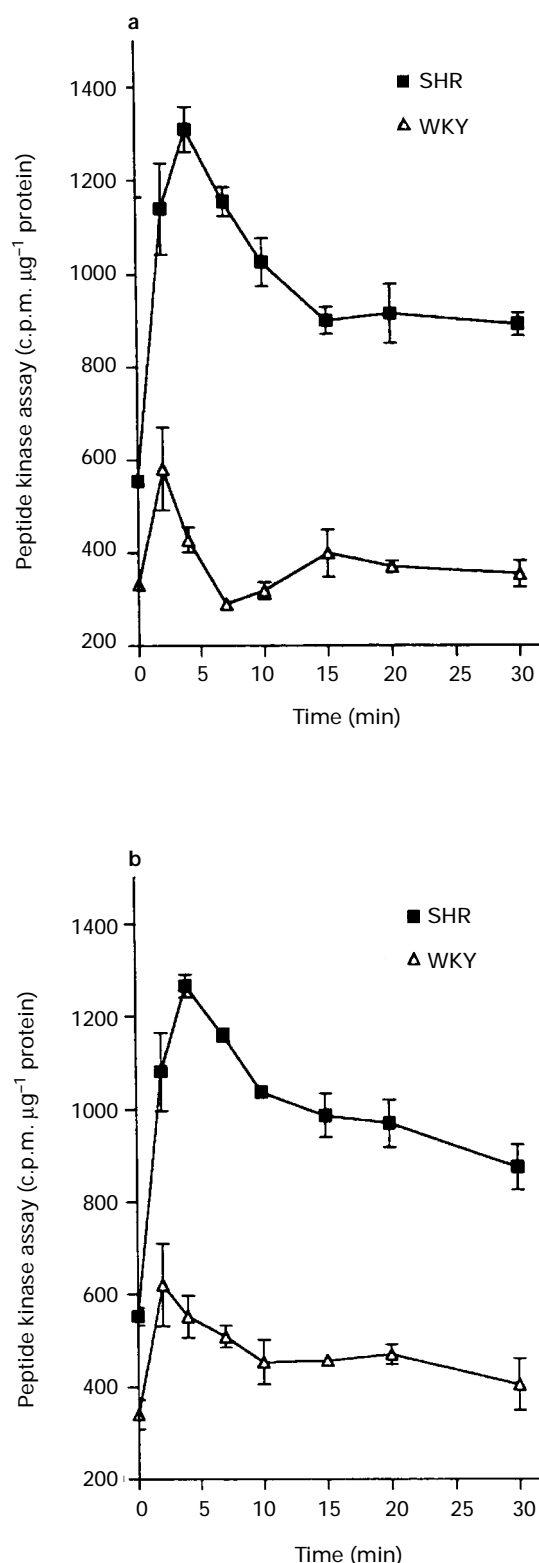 a
1400
1200
1000
800
600
400
200
Peptide kinase assay (c.p.m. µg⁻¹ protein)
SHR
WKY
0 5 10 15 20 25 30
Time (min)
b
1400
1200
1000
800
600
400
200
Peptide kinase assay (c.p.m. µg⁻¹ protein)
SHR
WKY
0 5 10 15 20 25 30
Time (min)